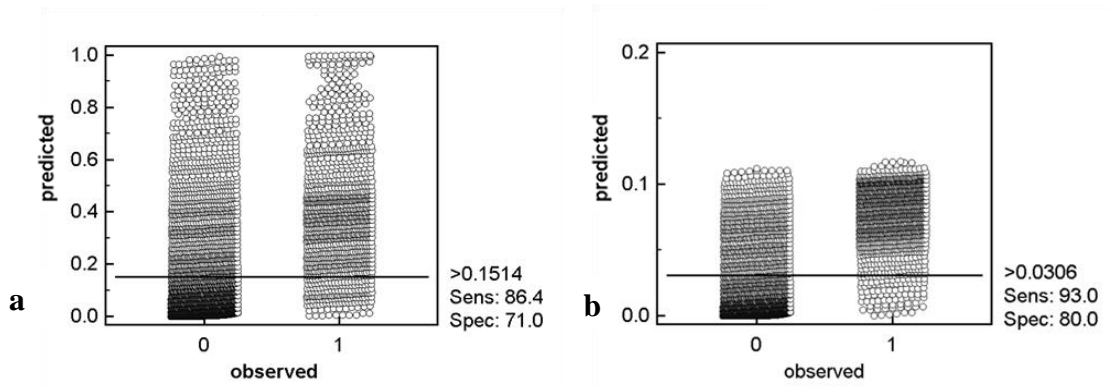 1.0
0.8
0.6
0.4
0.2
0.0
predicted
0 1
observed
>0.1514
Sens: 86.4
Spec: 71.0
a
0.2
0.1
0.0
predicted
0 1
observed
>0.0306
Sens: 93.0
Spec: 80.0
b